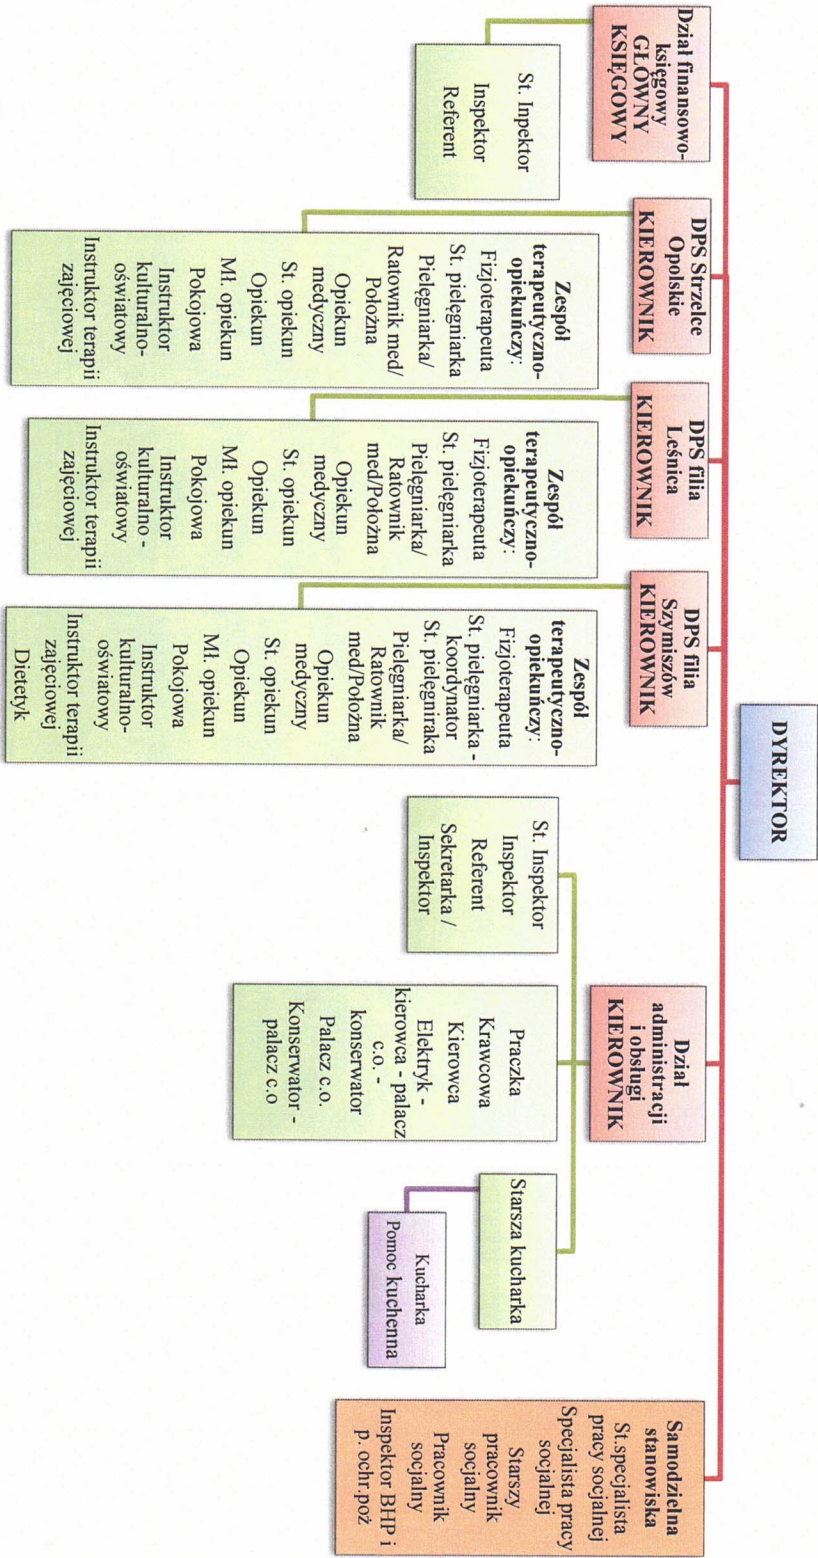 DYREKTOR
Dział finansowo-
księgowy
GŁÓWNY
KSIĘGOWY
St. Inpektor
Inspektor
Referent
DPS Strzelce
Opolskie
KIEROWNIK
Zespół
terapeutyczno-
opiekuńczy:
Fizjoterapeuta
St. pielęgniarka
Pielęgniarka/
Ratownik med/
Położna
Opiekun
medyczny
St. opiekun
Opiekun
Mł. opiekun
Pokojowa
Instruktor
kulturalno-
oświatowy
Instruktor terapii
zajęciowej
DPS filia
Leśnica
KIEROWNIK
Zespół
terapeutyczno-
opiekuńczy:
Fizjoterapeuta
St. pielęgniarka
Pielęgniarka/
Ratownik
med/Położna
Opiekun
medyczny
St. opiekun
Opiekun
Mł. opiekun
Pokojowa
Instruktor
kulturalno -
oświatowy
Instruktor terapii
zajęciowej
DPS filia
Szymiszów
KIEROWNIK
Zespół
terapeutyczno-
opiekuńczy:
Fizjoterapeuta
St. pielęgniarka -
koordynator
St. pielęgniraka
Pielęgniarka/
Ratownik
med/Położna
Opiekun
medyczny
St. opiekun
Opiekun
Mł. opiekun
Pokojowa
Instruktor
kulturalno-
oświatowy
Instruktor terapii
zajęciowej
Dietetyk
Dział
administracji
i obsługi
KIEROWNIK
St. Inspektor
Inspektor
Referent
Sekretarka /
Inspektor
Praczka
Krawcowa
Kierowca
Elektryk -
kierowca - palacz
c.o. -
konserwator
Palacz c.o.
Konserwator -
palacz c.o
Starsza kucharka
Kucharka
Pomoc kuchenna
Samodzielna
stanowiska
St.specjalista
pracy socjalnej
Specjalista pracy
socjalnej
Starszy
pracownik
socjalny
Pracownik
socjalny
Inspektor BHP i
p. ochr.poż